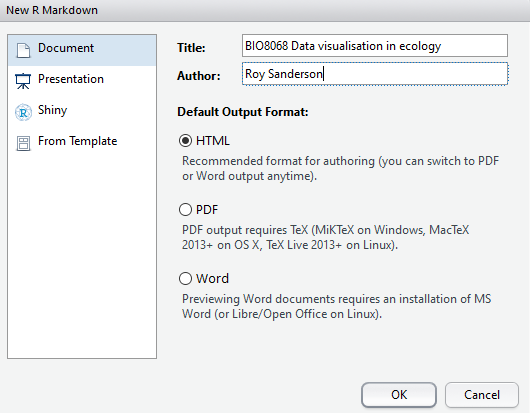 New R Markdown
Document
Presentation
Shiny
From Template
Title:
BIO8068 Data visualisation in ecology
Author:
Roy Sanderson
Default Output Format:
HTML
Recommended format for authoring (you can switch to PDF
or Word output anytime).
PDF
PDF output requires TeX (MiKTeX on Windows, MacTeX
2013+ on OS X, TeX Live 2013+ on Linux).
Word
Previewing Word documents requires an installation of MS
Word (or Libre/Open Office on Linux).
OK
Cancel